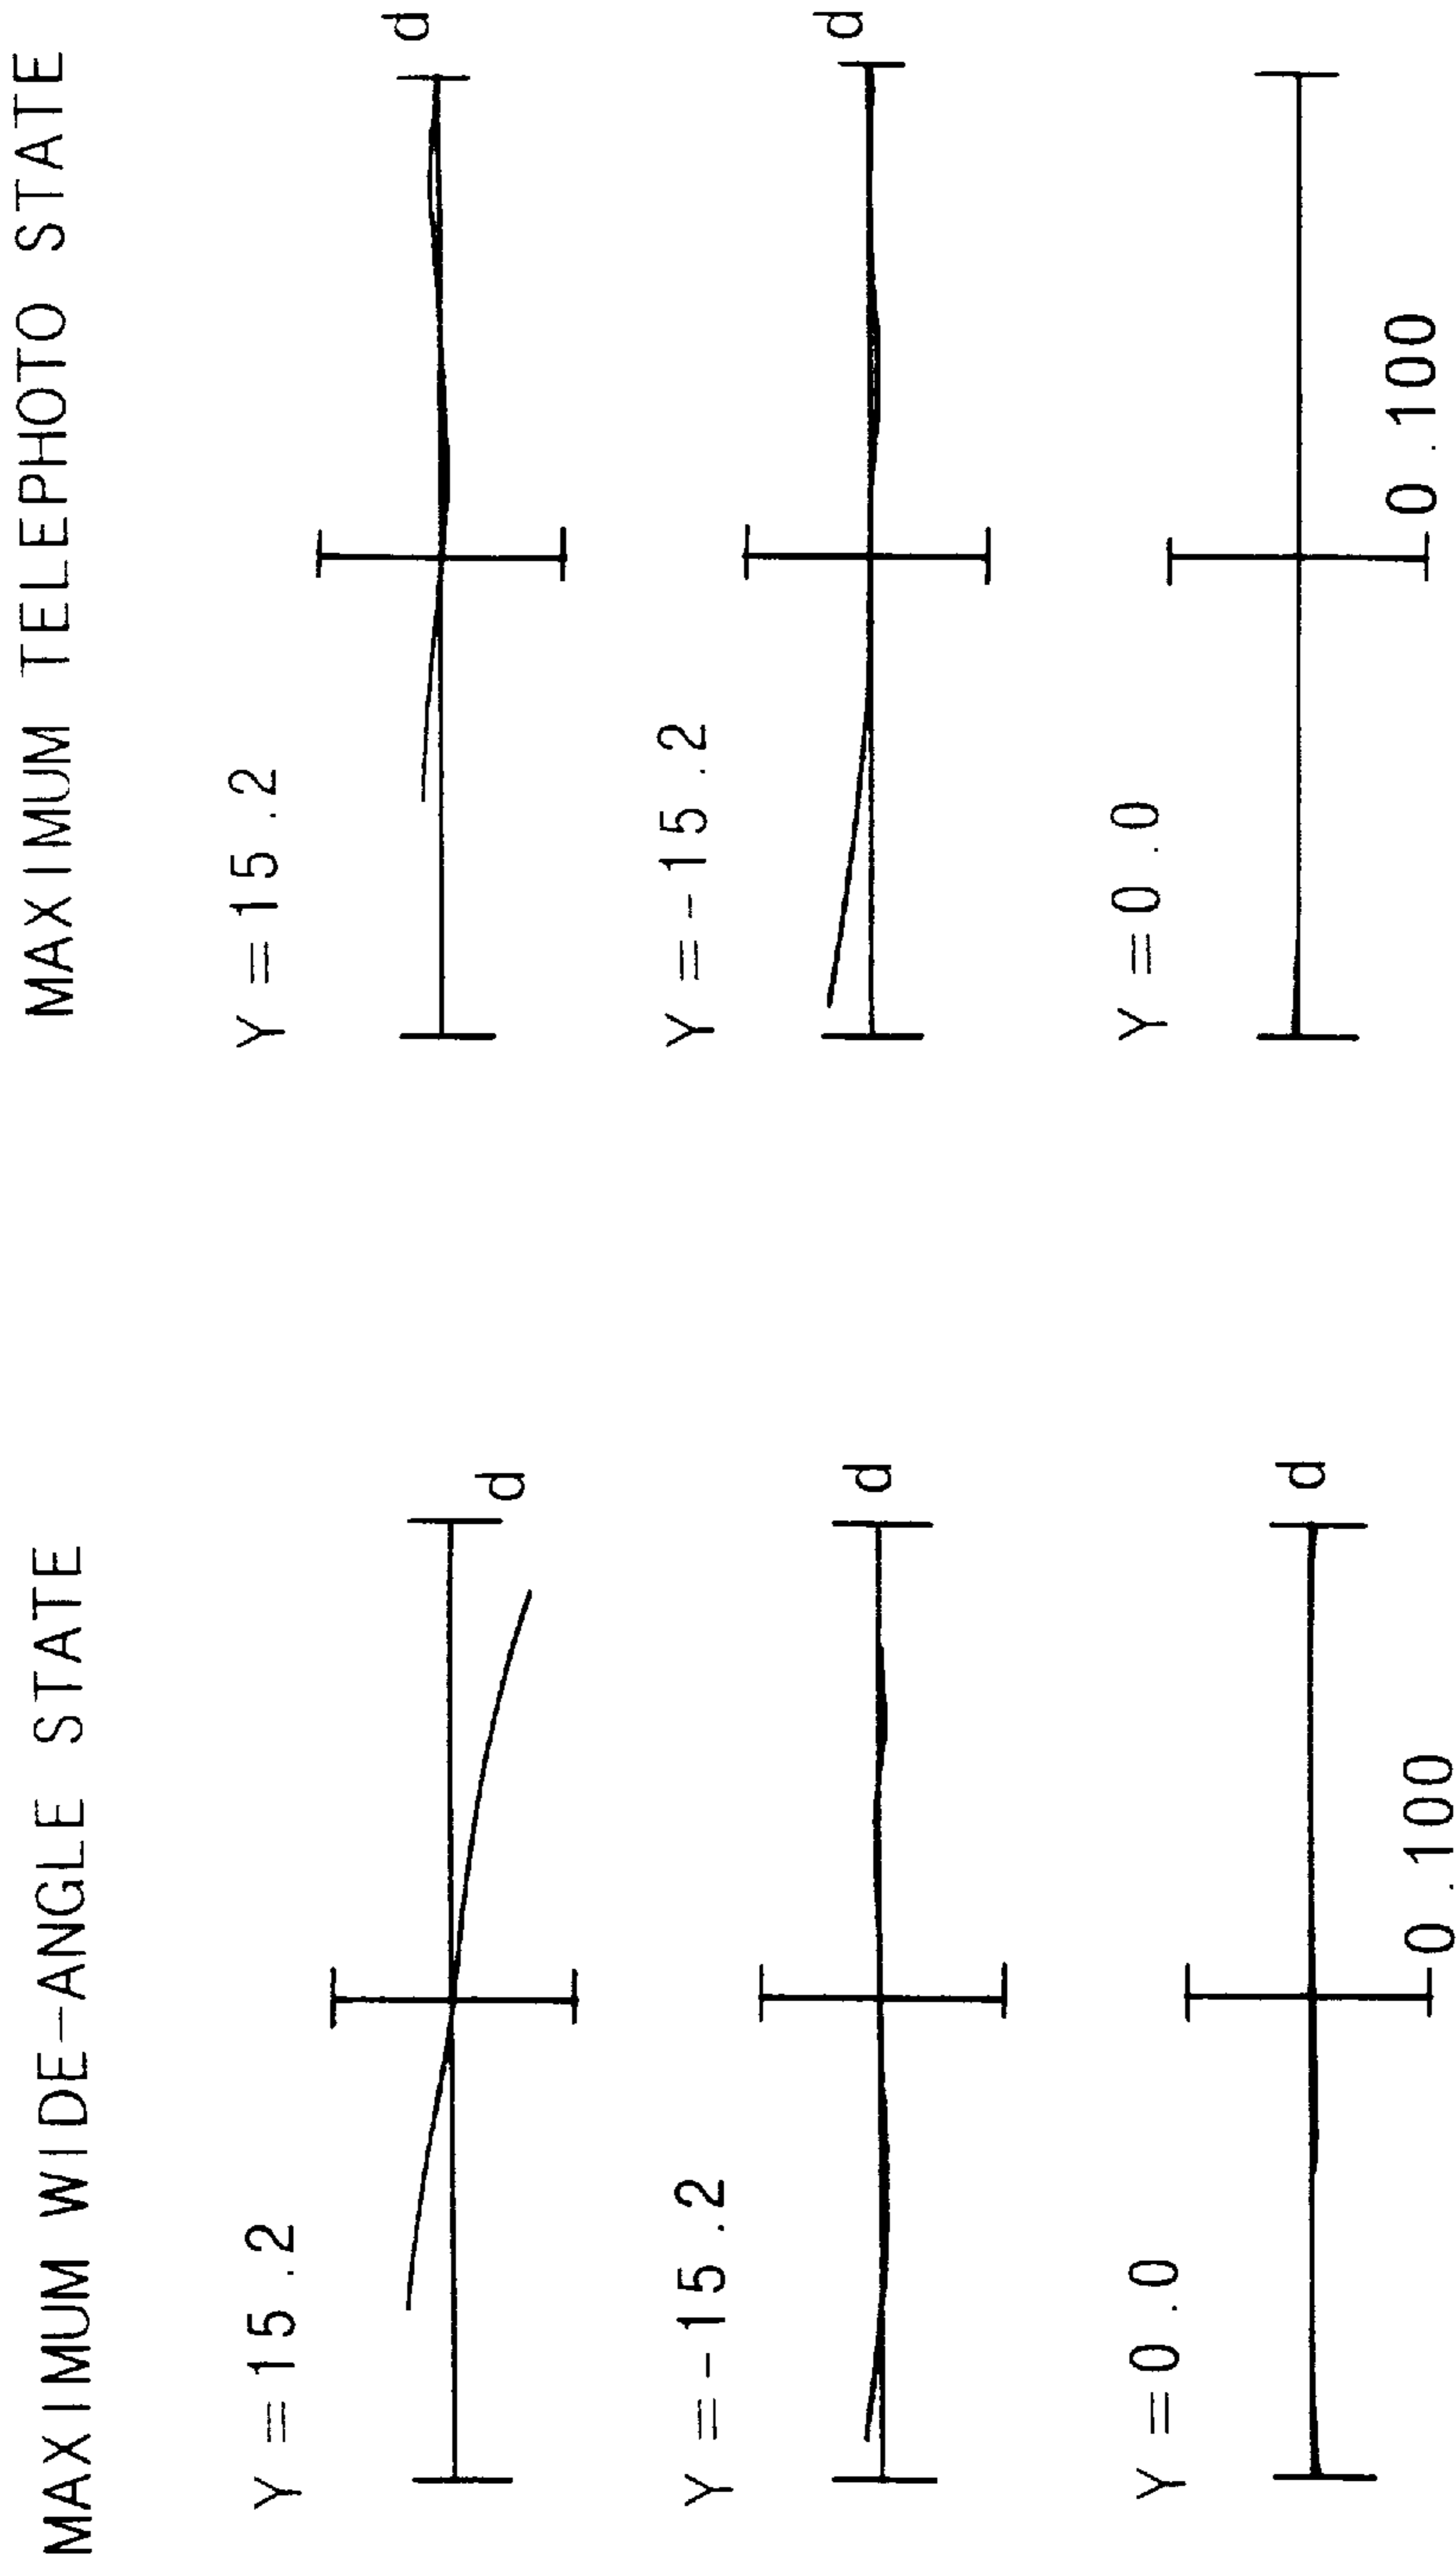 MAXIMUM WIDE-ANGLE STATE
Y=15.2
d
Y=-15.2
d
Y=0.0
d
0.100
MAXIMUM TELEPHOTO STATE
Y=15.2
d
Y=-15.2
d
Y=0.0
0.100